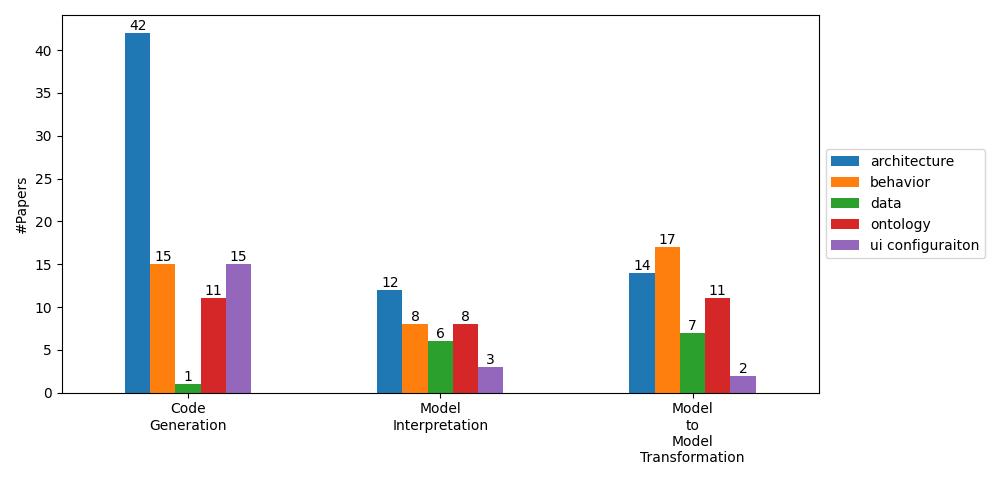 42
40
35
30
25
20
15
10
5
0
#Papers
15
1
11
15
12
8
6
8
3
14
17
7
11
2
Code
Generation
Model
Interpretation
Model
to
Model
Transformation
architecture
behavior
data
ontology
ui configuraiton